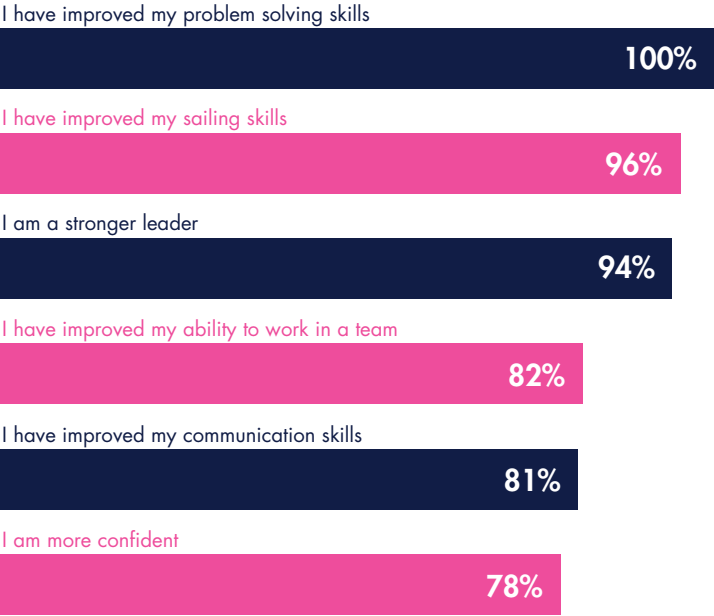 I have improved my problem solving skills
100%
I have improved my sailing skills
96%
I am a stronger leader
94%
I have improved my ability to work in a team
82%
I have improved my communication skills
81%
I am more confident
78%